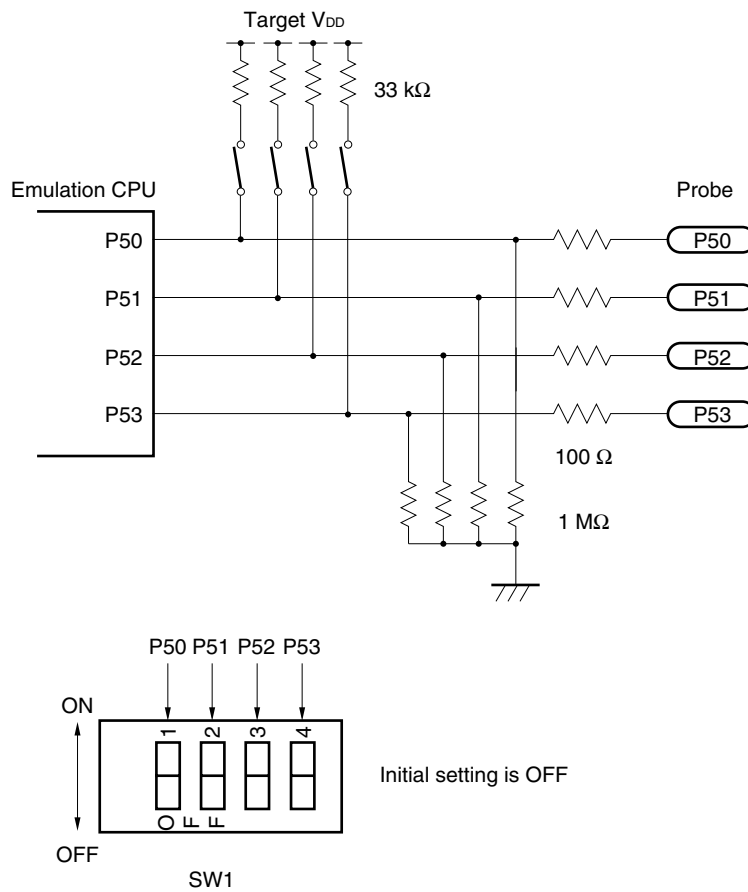 Target VDD
33 kΩ
Emulation CPU
Probe
P50
P50
P51
P51
P52
P52
P53
P53
100 Ω
1 MΩ
P50 P51 P52 P53
ON
1 2 3 4
Initial setting is OFF
O F F
OFF
SW1